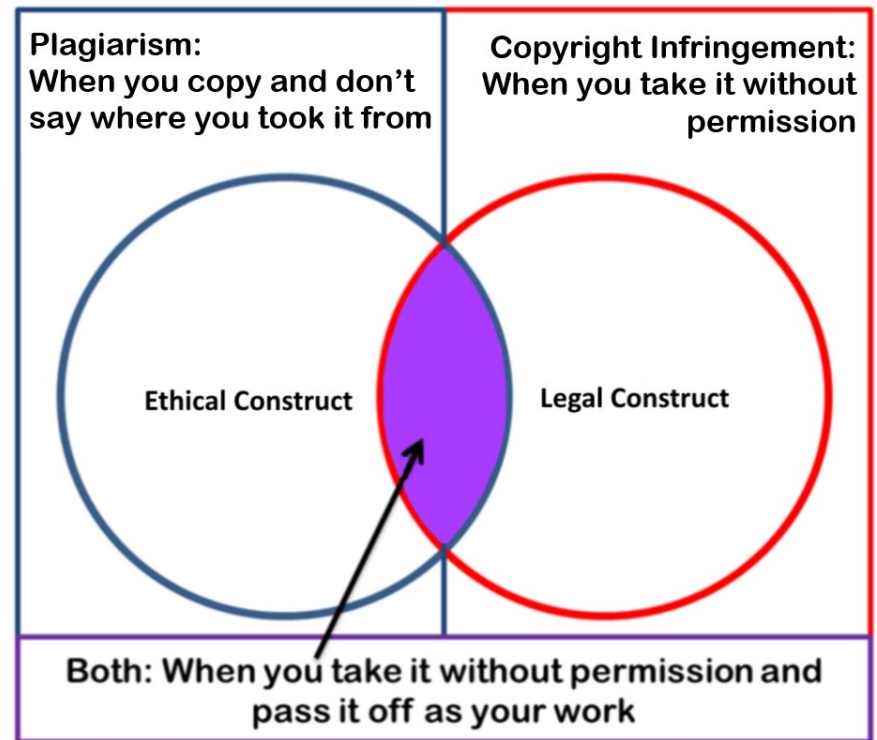 Plagiarism:
When you copy and don’t
say where you took it from
Copyright Infringement:
When you take it without
permission
Ethical Construct
Legal Construct
Both: When you take it without permission and
pass it off as your work